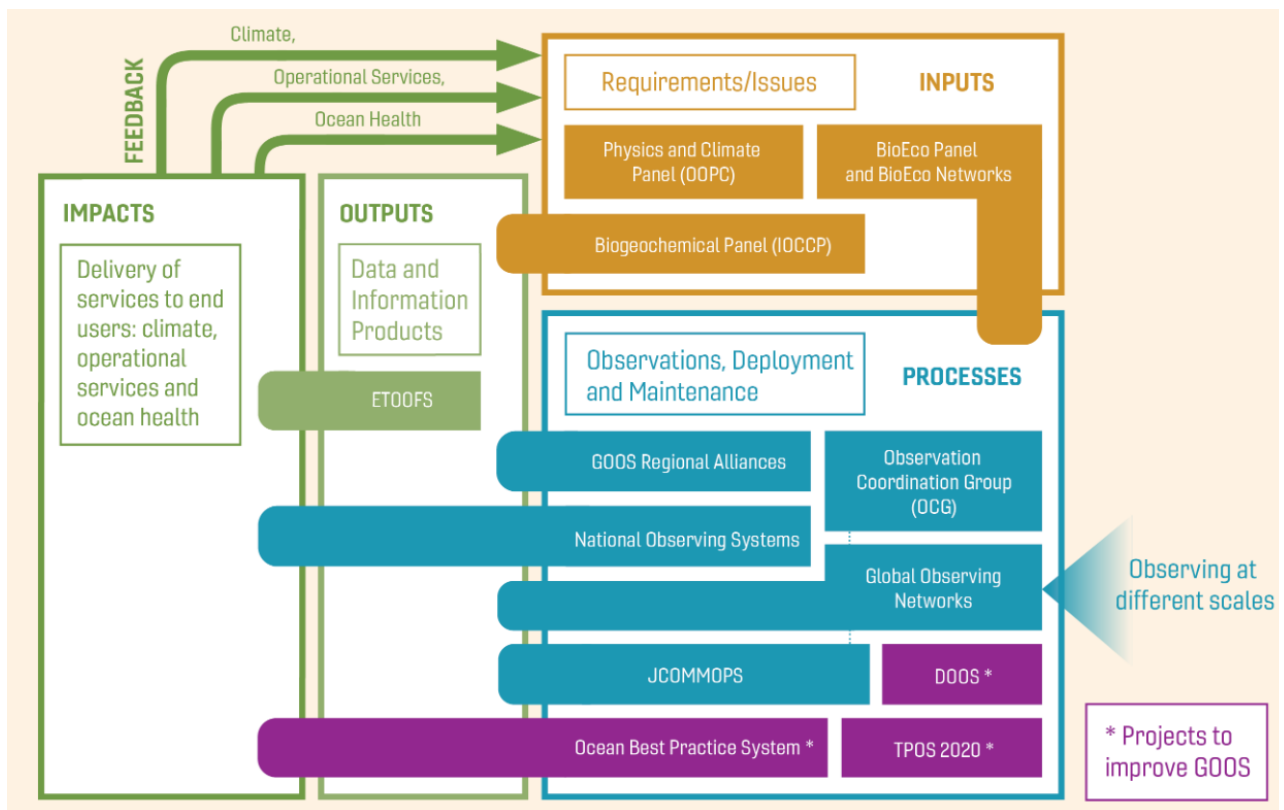 Climate,
Operational Services,
Ocean Health
FEEDBACK
IMPACTS
Delivery of
services to end
users: climate,
operational
services and
ocean health
OUTPUTS
Data and
Information
Products
ETOOFS
Requirements/Issues
INPUTS
Physics and Climate
Panel (OOPC)
BioEco Panel
and BioEco Networks
Biogeochemical Panel (IOCCP)
Observations, Deployment
and Maintenance
PROCESSES
GOOS Regional Alliances
Observation
Coordination Group
(OCG)
National Observing Systems
Global Observing
Networks
Observing at
different scales
JCOMMOPS
DOOS *
Ocean Best Practice System *
TPOS 2020 *
* Projects to
improve GOOS